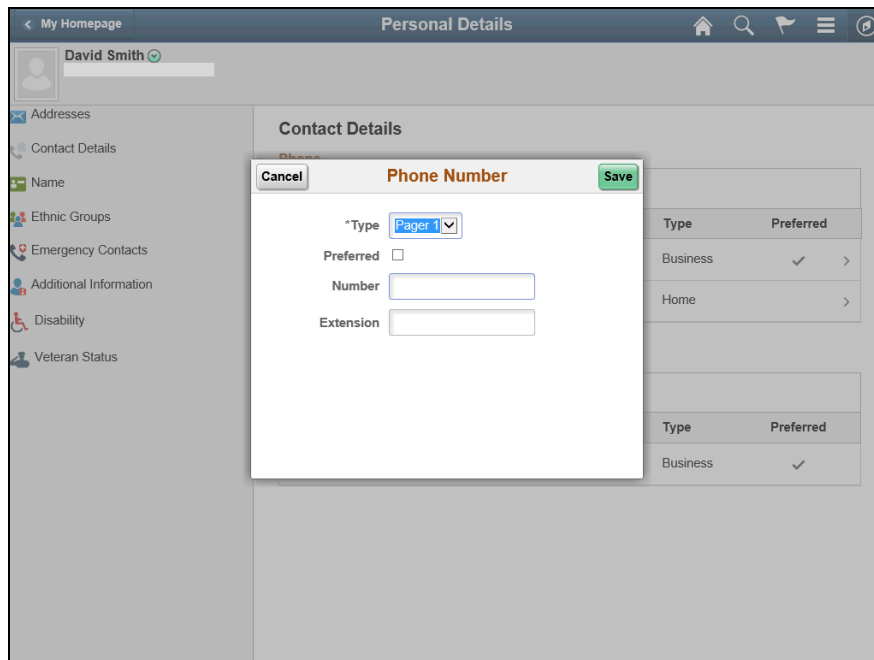 My Homepage
Personal Details
David Smith
Addresses
Contact Details
Name
Ethnic Groups
Emergency Contacts
Additional Information
Disability
Veteran Status
Contact Details
Phone
Cancel
Phone Number
Save
*Type Pager 1
Preferred
Number
Extension
Type Preferred
Business
Home
Type Preferred
Business